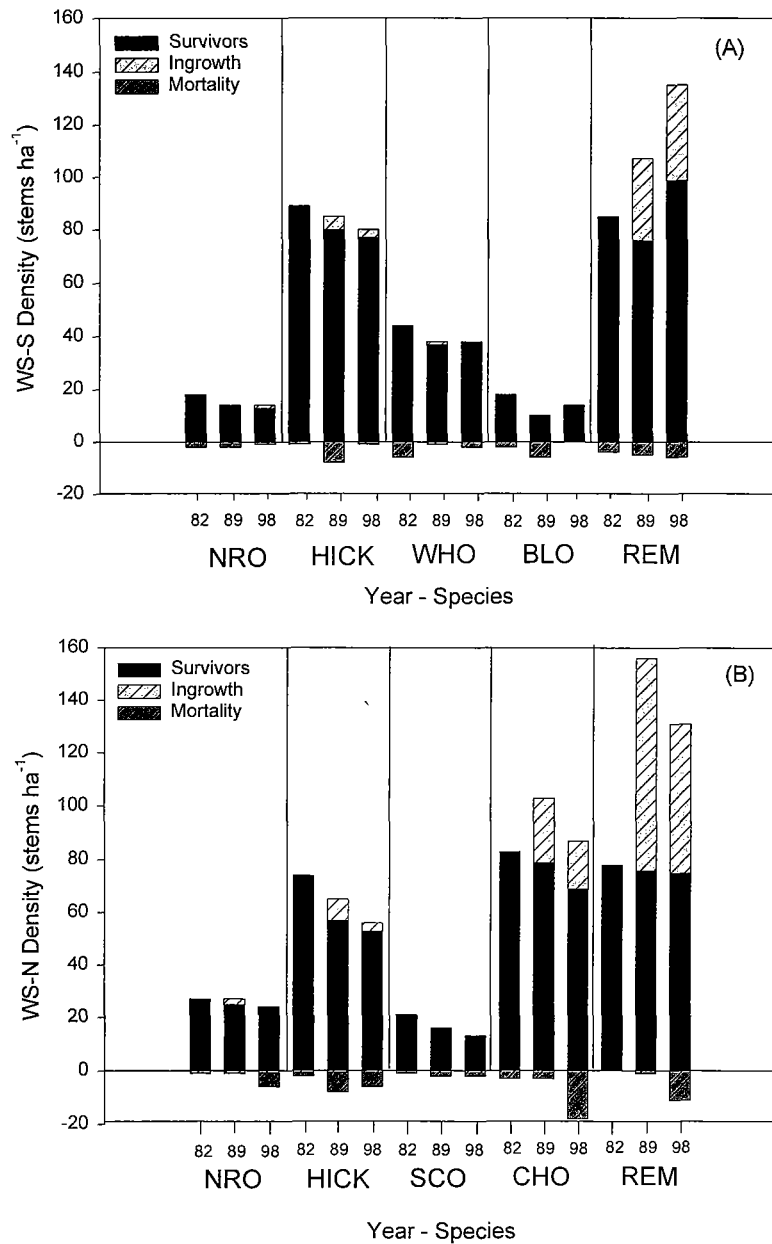 160
140
120
100
80
60
40
20
0
-20
WS-S Density (stems ha⁻¹)
Survivors
Ingrowth
Mortality
(A)
82 89 98 82 89 98 82 89 98 82 89 98 82 89 98
NRO HICK WHO BLO REM
Year - Species
160
140
120
100
80
60
40
20
0
-20
WS-N Density (stems ha⁻¹)
Survivors
Ingrowth
Mortality
(B)
82 89 98 82 89 98 82 89 98 82 89 98 82 89 98
NRO HICK SCO CHO REM
Year - Species